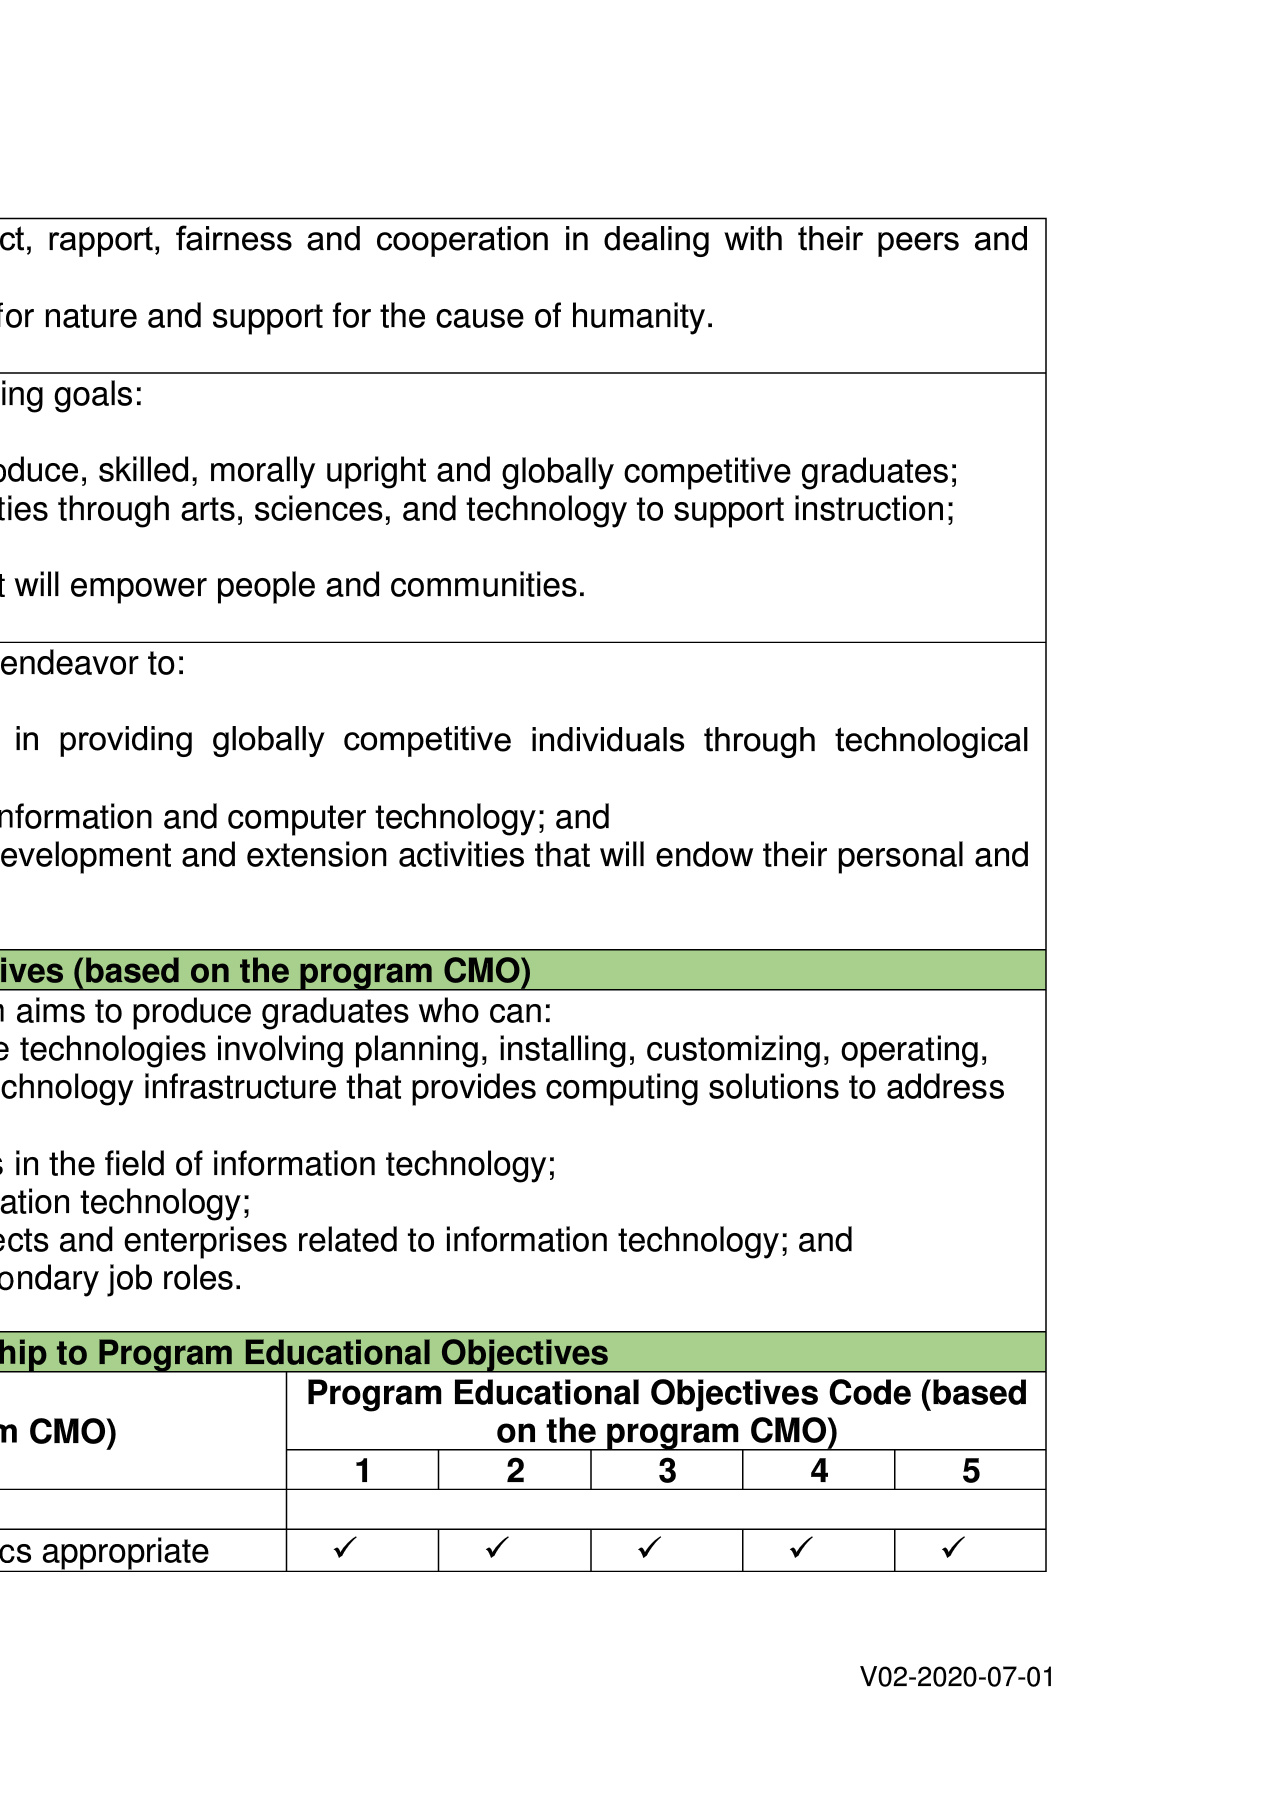 ct, rapport, fairness and cooperation in dealing with their peers and
for nature and support for the cause of humanity.
ing goals:
oduce, skilled, morally upright and globally competitive graduates;
ties through arts, sciences, and technology to support instruction;
t will empower people and communities.
endeavor to:
in providing globally competitive individuals through technological
nformation and computer technology; and
evelopment and extension activities that will endow their personal and
ives (based on the program CMO)
aims to produce graduates who can:
e technologies involving planning, installing, customizing, operating,
chnology infrastructure that provides computing solutions to address
s in the field of information technology;
ation technology;
ects and enterprises related to information technology; and
ondary job roles.
hip to Program Educational Objectives
m CMO)
Program Educational Objectives Code (based
on the program CMO)
1 2 3 4 5
cs appropriate ✓ ✓ ✓ ✓ ✓
V02-2020-07-01